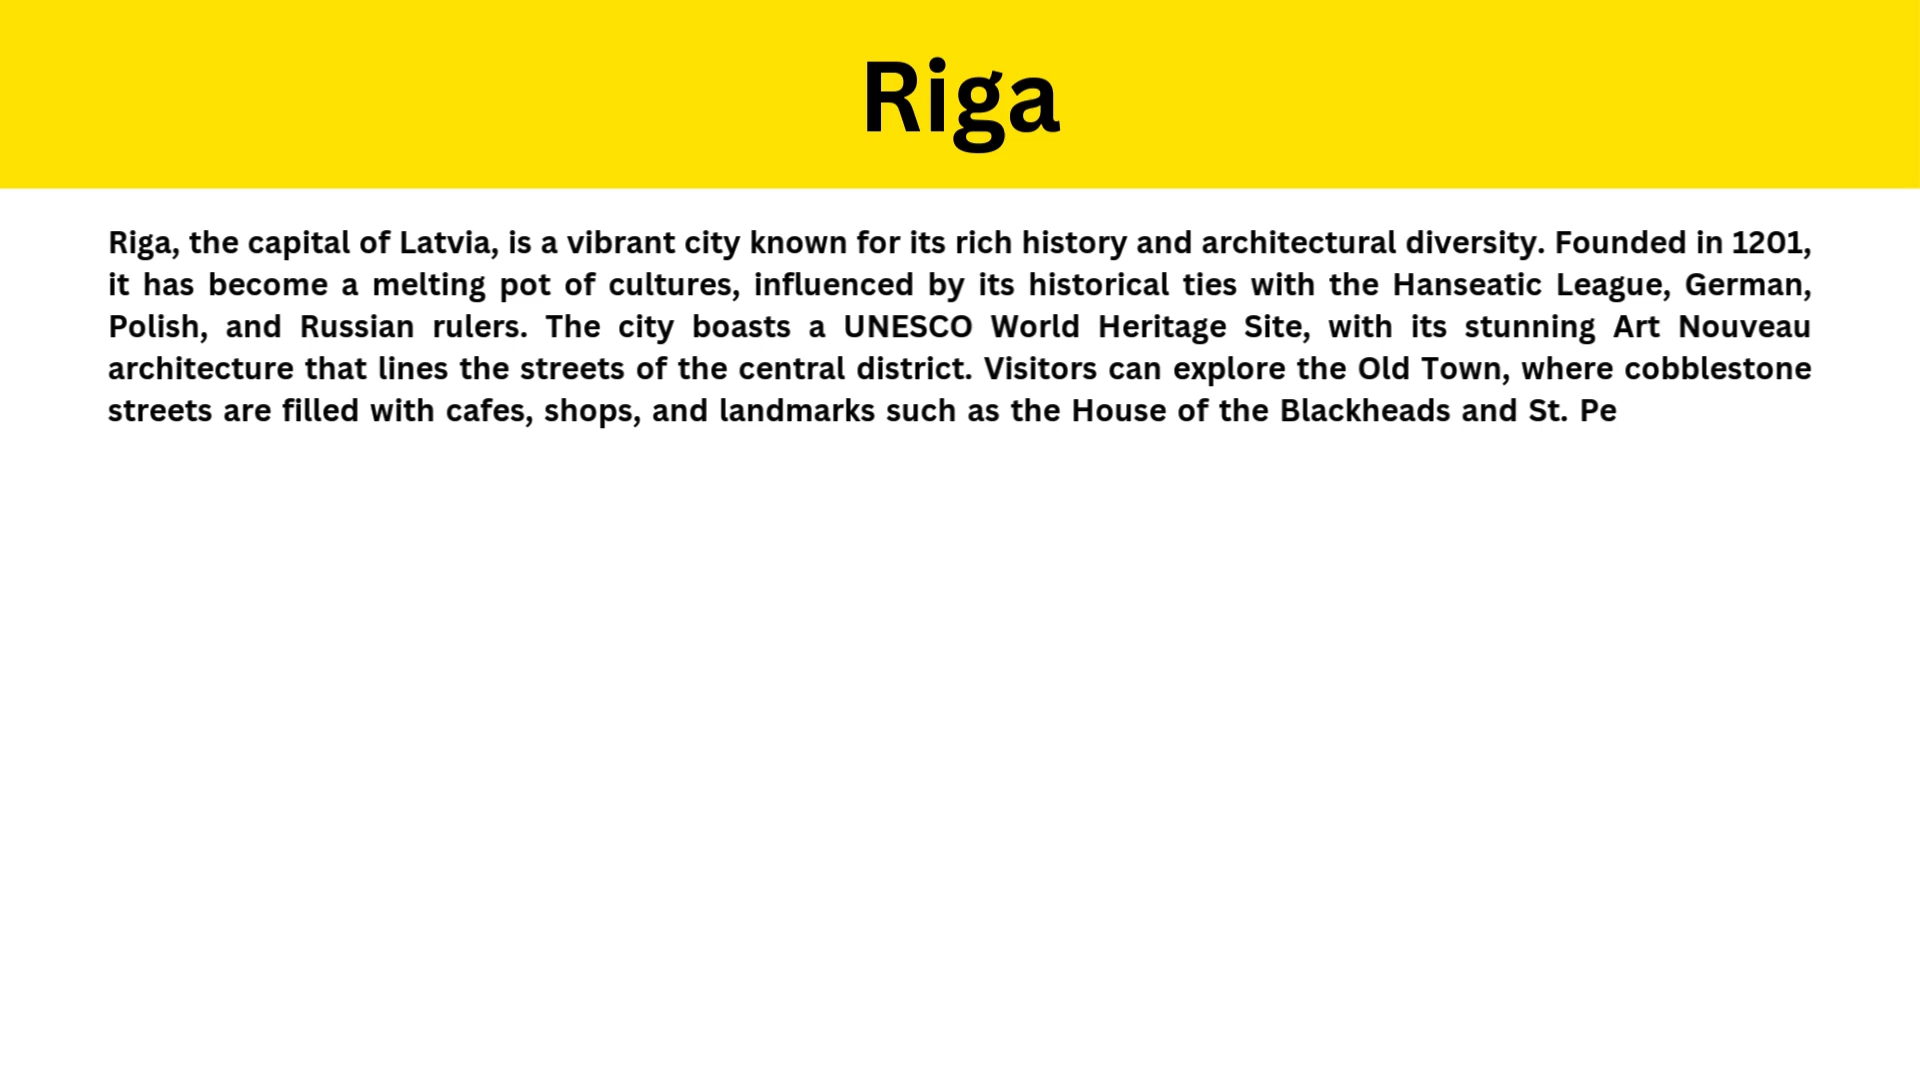 Riga
Riga, the capital of Latvia, is a vibrant city known for its rich history and architectural diversity. Founded in 1201,
it has become a melting pot of cultures, influenced by its historical ties with the Hanseatic League, German,
Polish, and Russian rulers. The city boasts a UNESCO World Heritage Site, with its stunning Art Nouveau
architecture that lines the streets of the central district. Visitors can explore the Old Town, where cobblestone
streets are filled with cafes, shops, and landmarks such as the House of the Blackheads and St. Pe